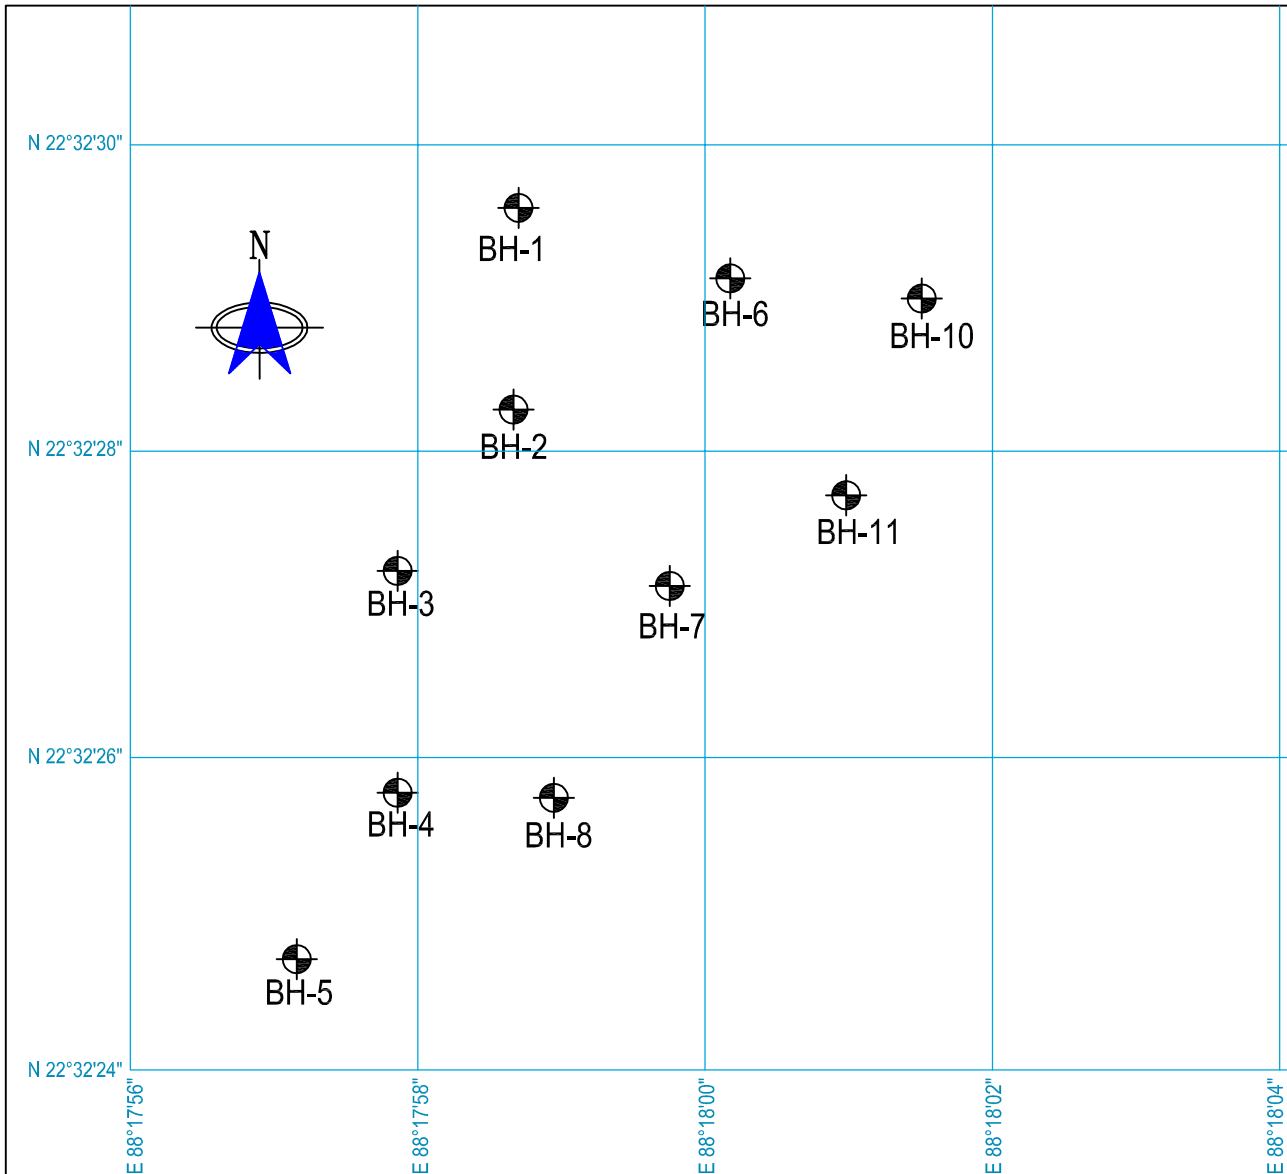 N 22°32'30"
BH-1
N
BH-6
BH-10
N 22°32'28"
BH-2
BH-11
BH-3
BH-7
N 22°32'26"
BH-4
BH-8
BH-5
N 22°32'24"
E 88°17'56"
E 88°17'58"
E 88°18'00"
E 88°18'02"
E 88°18'04"